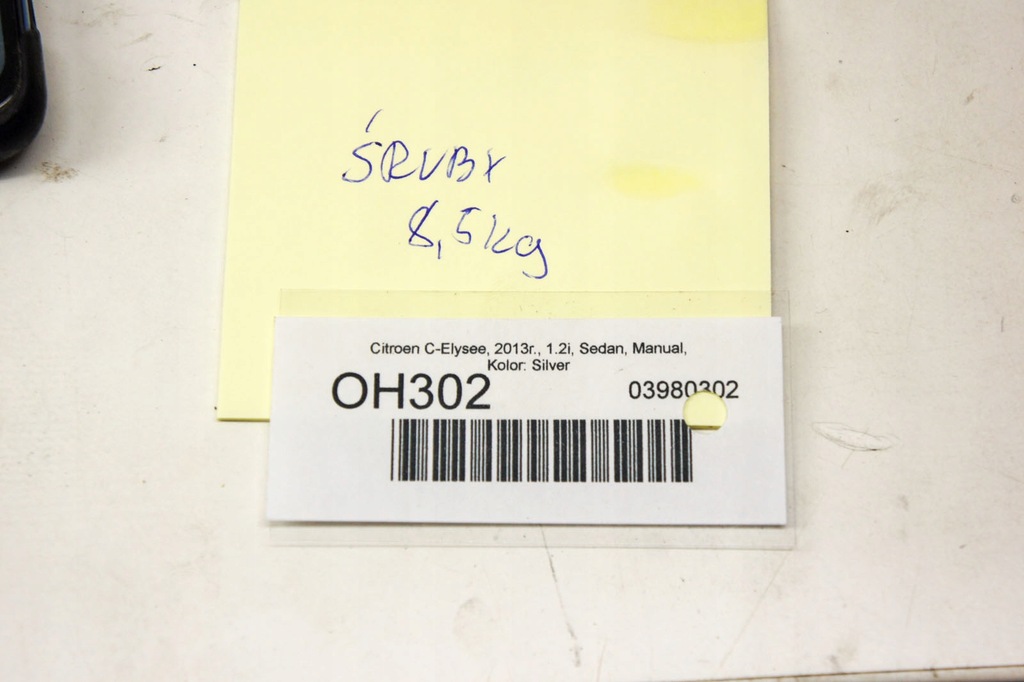 ŚRUBY
8,5kg
Citroen C-Elysee, 2013r., 1.2i, Sedan, Manual,
Kolor: Silver
OH302 03980302